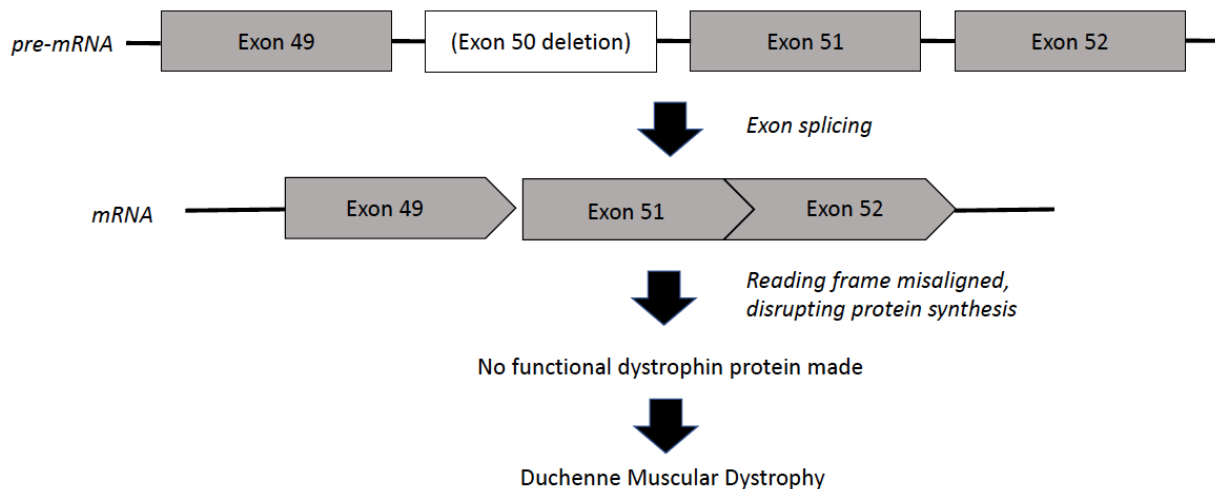 pre-mRNA
Exon 49
(Exon 50 deletion)
Exon 51
Exon 52
Exon splicing
mRNA
Exon 49
Exon 51
Exon 52
Reading frame misaligned,
disrupting protein synthesis
No functional dystrophin protein made
Duchenne Muscular Dystrophy